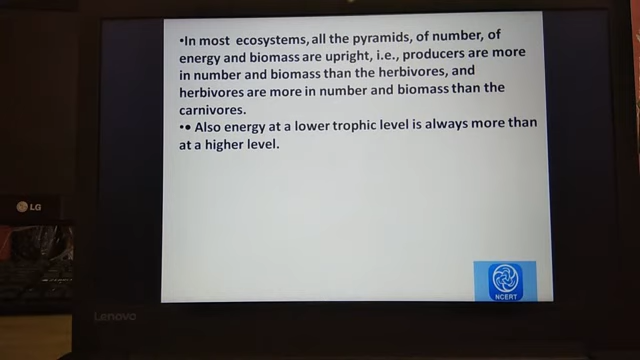 •In most ecosystems, all the pyramids, of number, of
energy and biomass are upright, i.e., producers are more
in number and biomass than the herbivores, and
herbivores are more in number and biomass than the
carnivores.
•• Also energy at a lower trophic level is always more than
at a higher level.
LG
NCERT
Lenovo